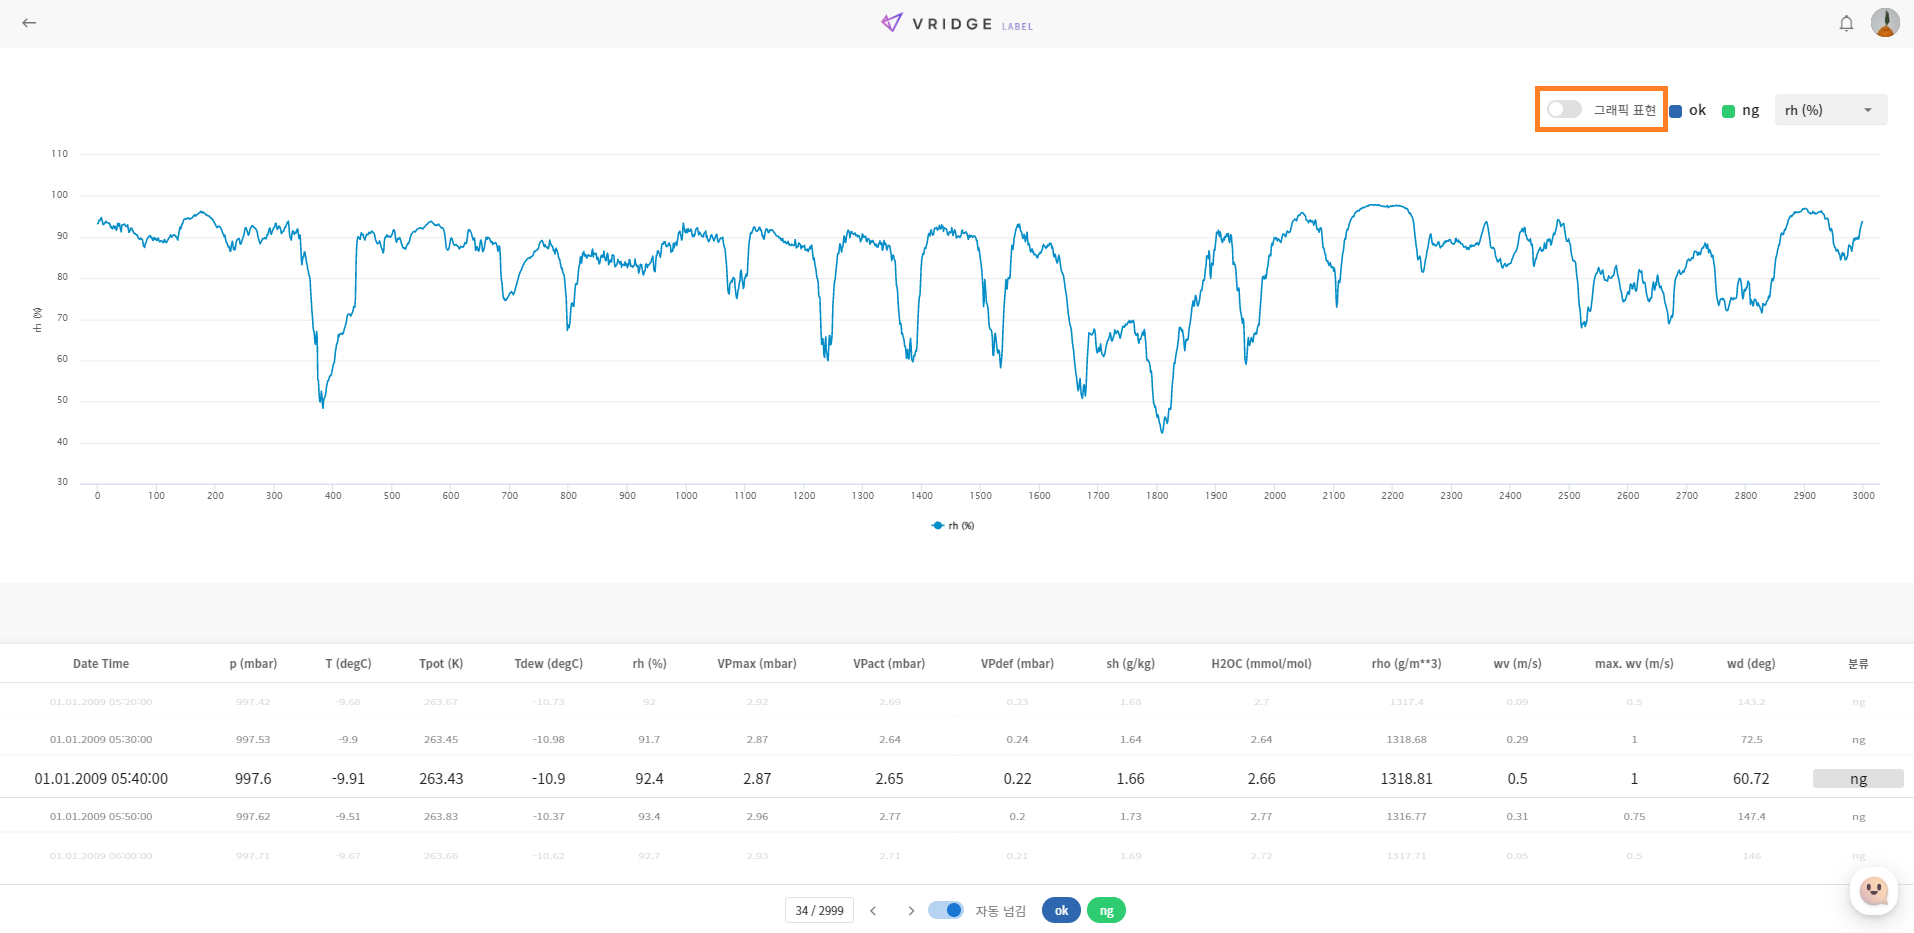 VRIDGE LABEL
그래픽 표현 ok ng rh (%)
110
100
90
80
70
60
50
40
30
rh (%)
0 100 200 300 400 500 600 700 800 900 1000 1100 1200 1300 1400 1500 1600 1700 1800 1900 2000 2100 2200 2300 2400 2500 2600 2700 2800 2900 3000
rh (%)
Date Time p (mbar) T (degC) Tpot (K) Tdew (degC) rh (%) VPmax (mbar) VPact (mbar) VPdef (mbar) sh (g/kg) H2OC (mmol/mol) rho (g/m**3) wv (m/s) max. wv (m/s) wd (deg) 분류
01.01.2009 05:20:00 997.42 -9.68 263.67 -10.73 92 2.92 2.69 0.23 1.68 2.7 1317.4 0.09 0.5 143.2 ng
01.01.2009 05:30:00 997.53 -9.9 263.45 -10.98 91.7 2.87 2.64 0.24 1.64 2.64 1318.68 0.29 1 72.5 ng
01.01.2009 05:40:00 997.6 -9.91 263.43 -10.9 92.4 2.87 2.65 0.22 1.66 2.66 1318.81 0.5 1 60.72 ng
01.01.2009 05:50:00 997.62 -9.51 263.83 -10.37 93.4 2.96 2.77 0.2 1.73 2.77 1316.77 0.31 0.75 147.4 ng
01.01.2009 06:00:00 997.71 -9.67 263.66 -10.62 92.7 2.93 2.71 0.21 1.69 2.72 1317.71 0.05 0.5 146 ng
34 / 2999 자동 넘김 ok ng